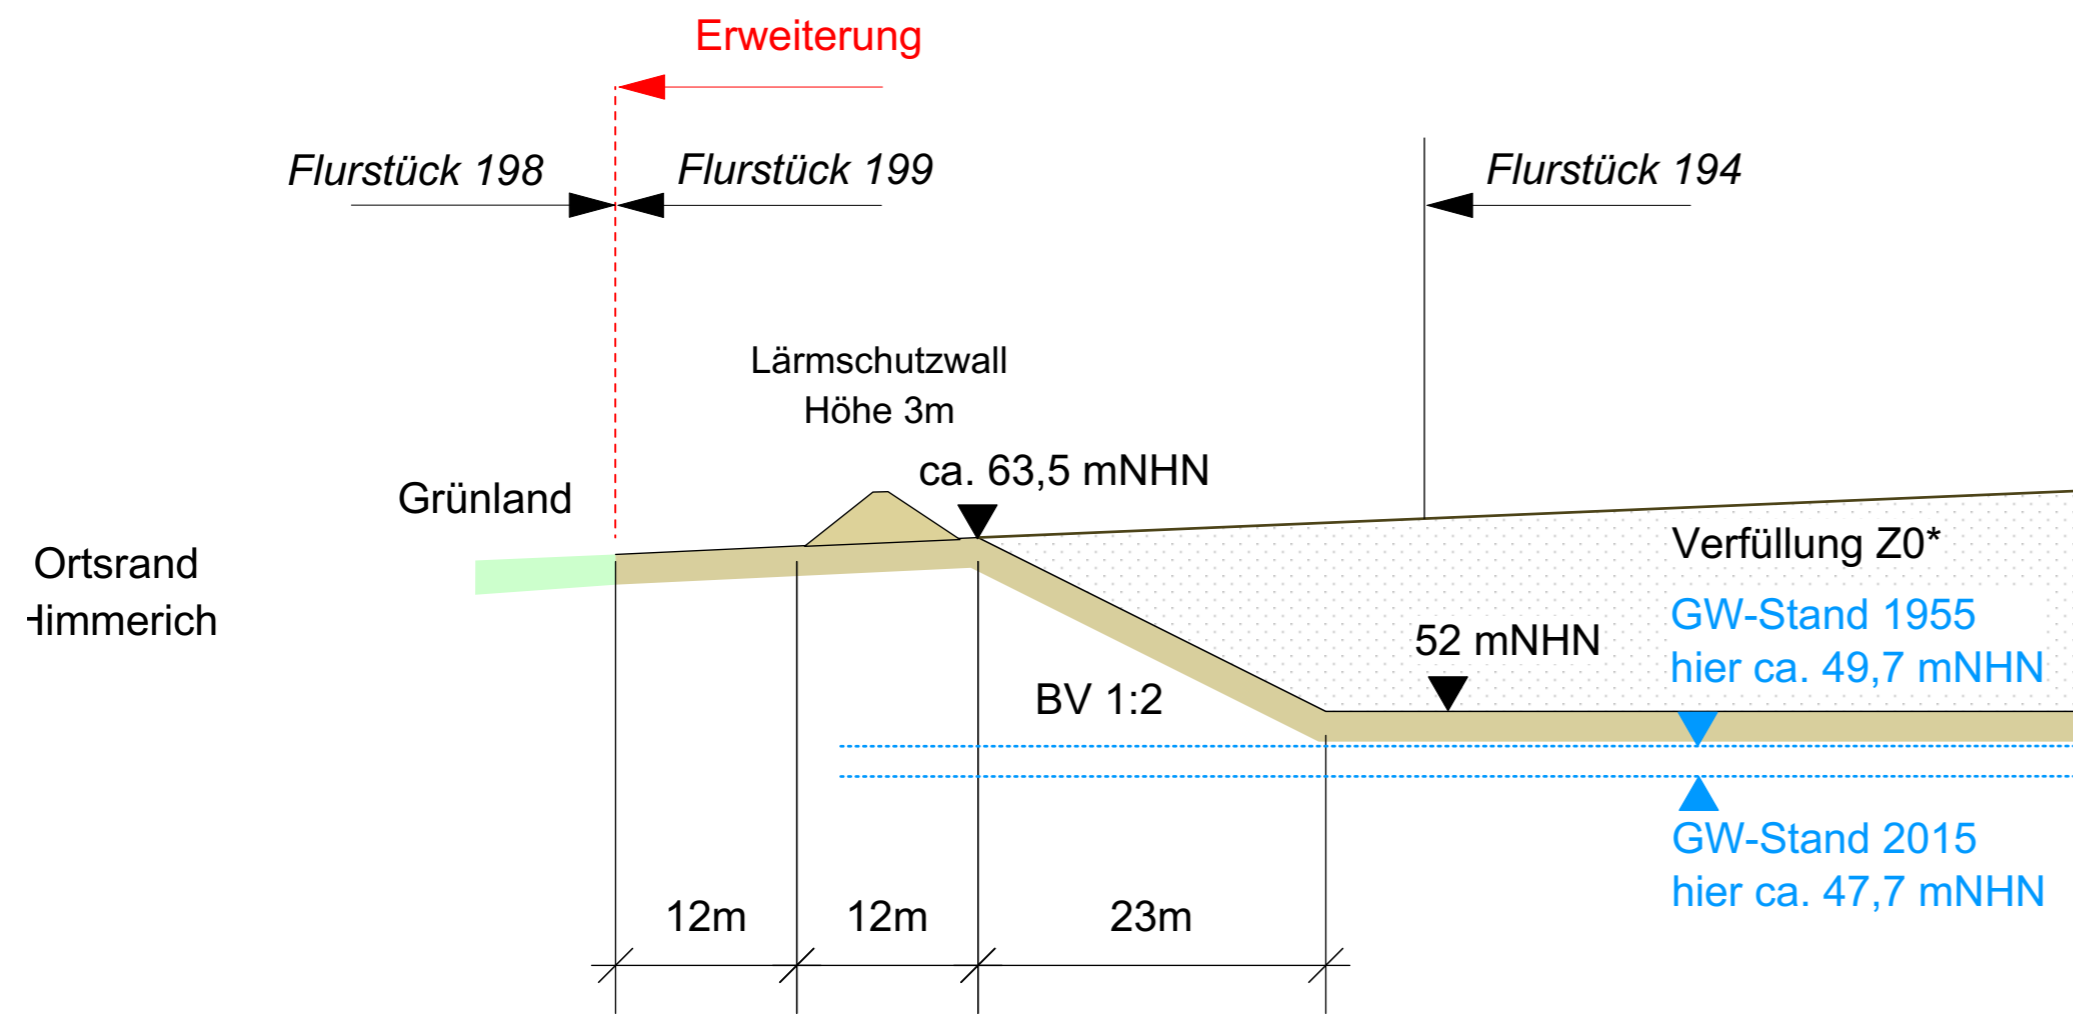 Erweiterung
Flurstück 198
Flurstück 199
Flurstück 194
Lärmschutzwall
Höhe 3m
ca. 63,5 mNHN
Grünland
Verfüllung Z0*
Ortsrand
GW-Stand 1955
hier ca. 49,7 mNHN
52 mNHN
BV 1:2
GW-Stand 2015
hier ca. 47,7 mNHN
12m
12m
23m